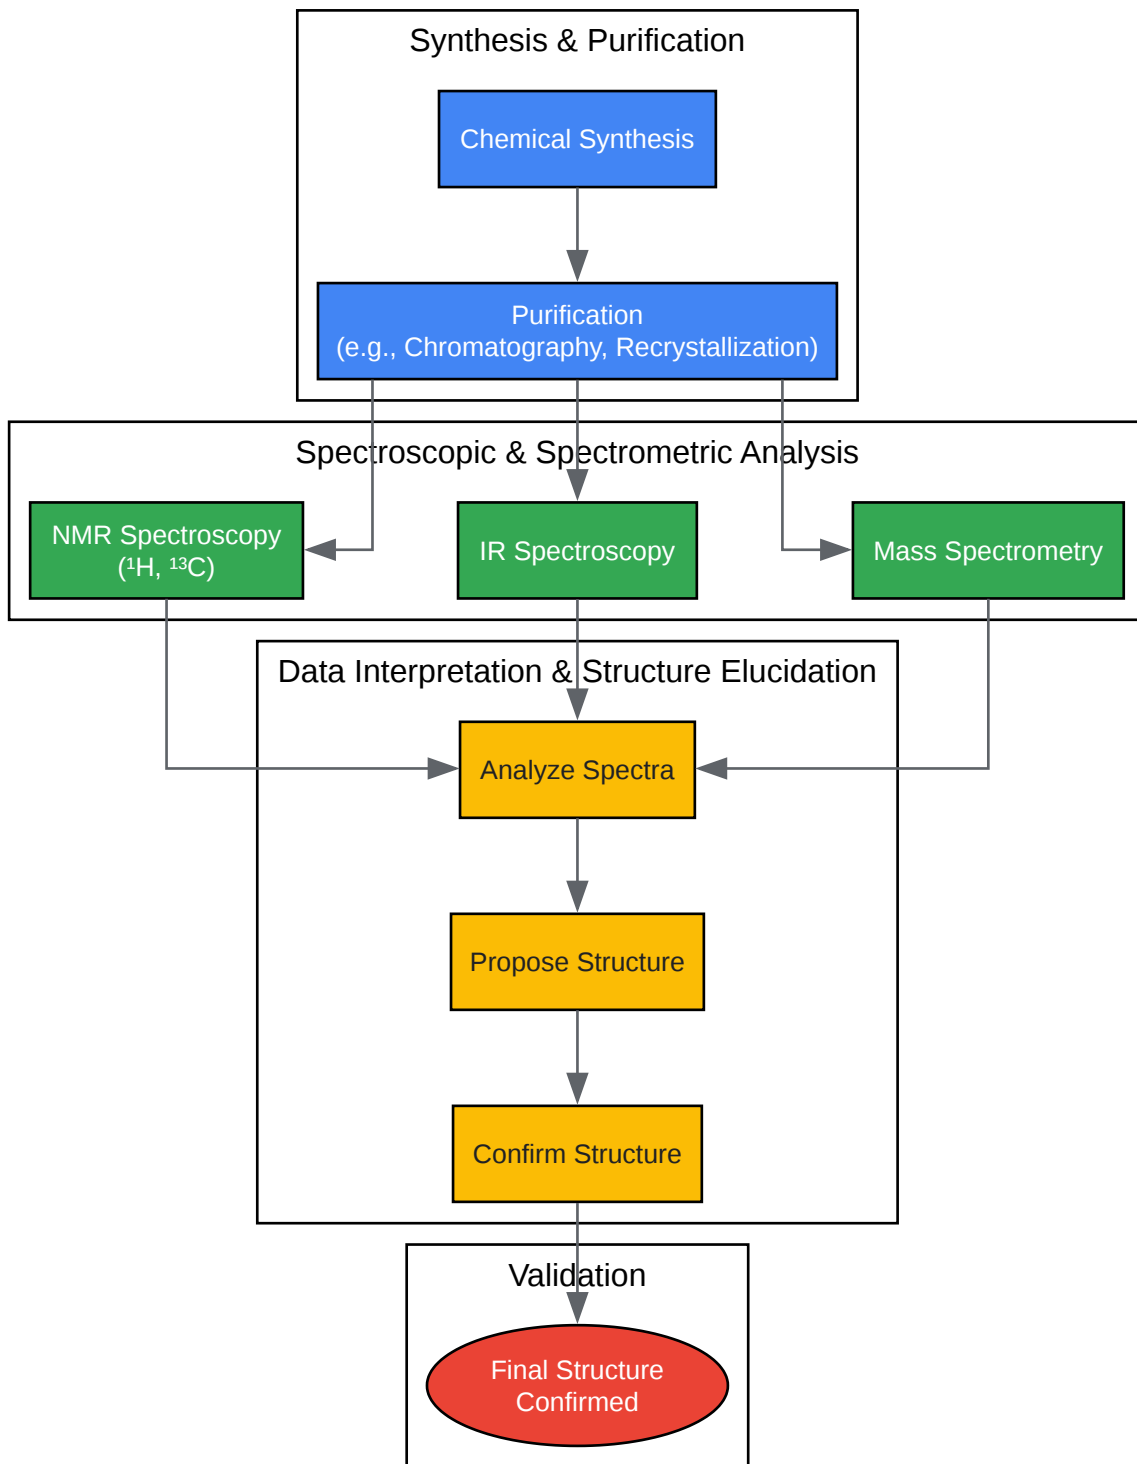 Synthesis & Purification
Chemical Synthesis
Purification
(e.g., Chromatography, Recrystallization)
Spectroscopic & Spectrometric Analysis
NMR Spectroscopy
(¹H, ¹³C)
IR Spectroscopy
Mass Spectrometry
Data Interpretation & Structure Elucidation
Analyze Spectra
Propose Structure
Confirm Structure
Validation
Final Structure
Confirmed